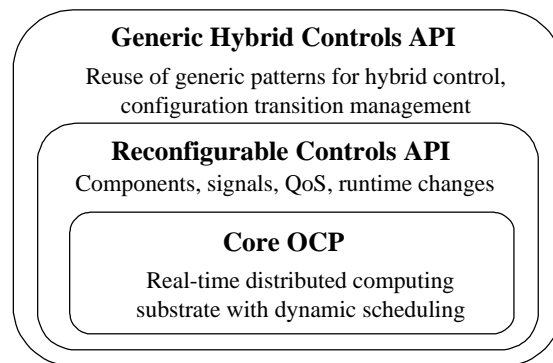 Generic Hybrid Controls API
Reuse of generic patterns for hybrid control,
configuration transition management
Reconfigurable Controls API
Components, signals, QoS, runtime changes
Core OCP
Real-time distributed computing
substrate with dynamic scheduling